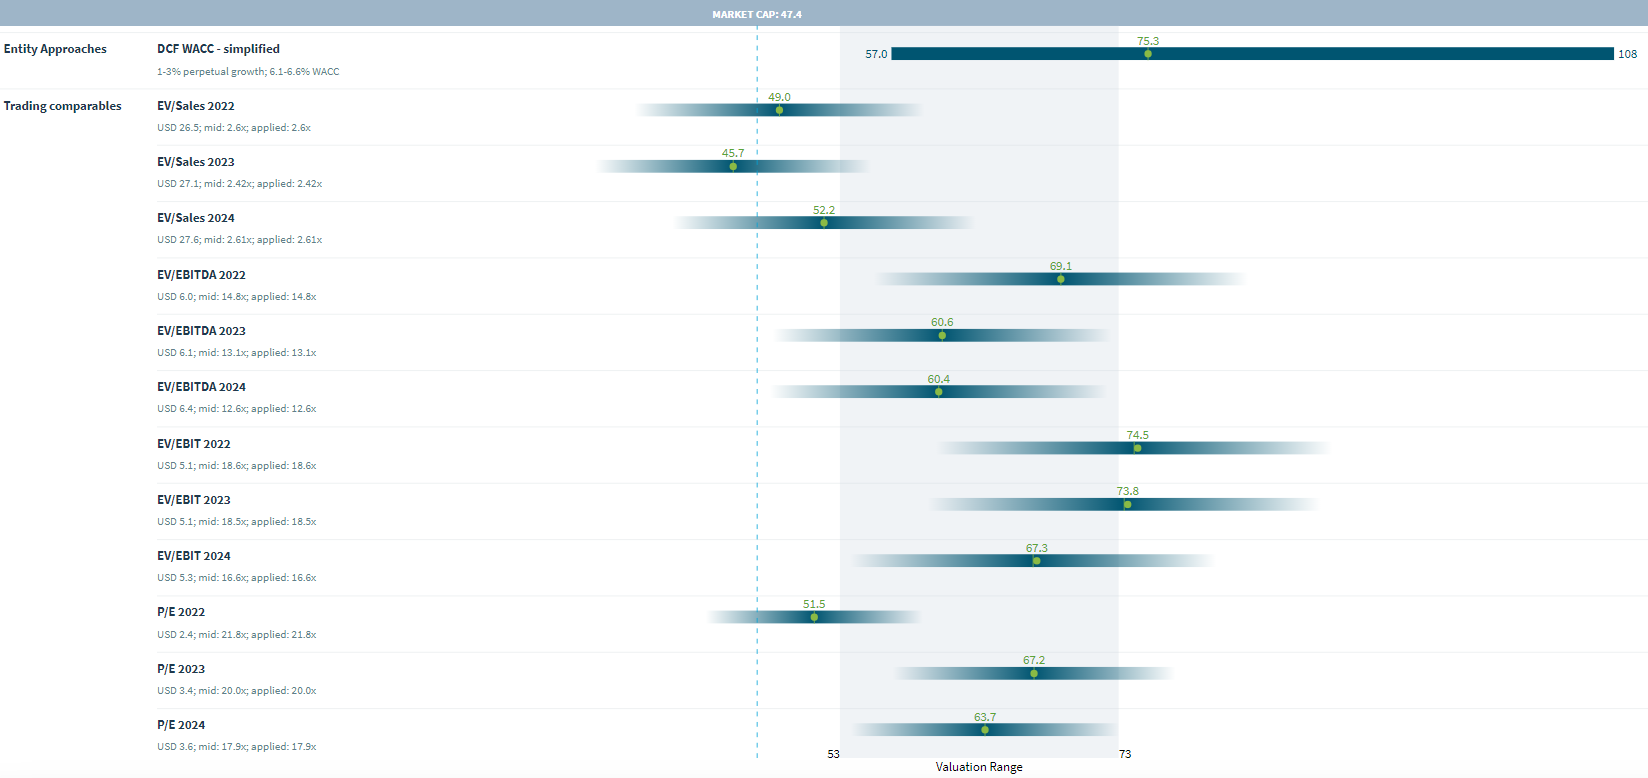 MARKET CAP: 47.4
Entity Approaches
DCF WACC - simplified
1-3% perpetual growth; 6.1-6.6% WACC
57.0
75.3
108
Trading comparables
EV/Sales 2022
USD 26.5; mid: 2.6x; applied: 2.6x
49.0
EV/Sales 2023
USD 27.1; mid: 2.42x; applied: 2.42x
45.7
EV/Sales 2024
USD 27.6; mid: 2.61x; applied: 2.61x
52.2
EV/EBITDA 2022
USD 6.0; mid: 14.8x; applied: 14.8x
69.1
EV/EBITDA 2023
USD 6.1; mid: 13.1x; applied: 13.1x
60.6
EV/EBITDA 2024
USD 6.4; mid: 12.6x; applied: 12.6x
60.4
EV/EBIT 2022
USD 5.1; mid: 18.6x; applied: 18.6x
74.5
EV/EBIT 2023
USD 5.1; mid: 18.5x; applied: 18.5x
73.8
EV/EBIT 2024
USD 5.3; mid: 16.6x; applied: 16.6x
67.3
P/E 2022
USD 2.4; mid: 21.8x; applied: 21.8x
51.5
P/E 2023
USD 3.4; mid: 20.0x; applied: 20.0x
67.2
P/E 2024
USD 3.6; mid: 17.9x; applied: 17.9x
63.7
53
73
Valuation Range